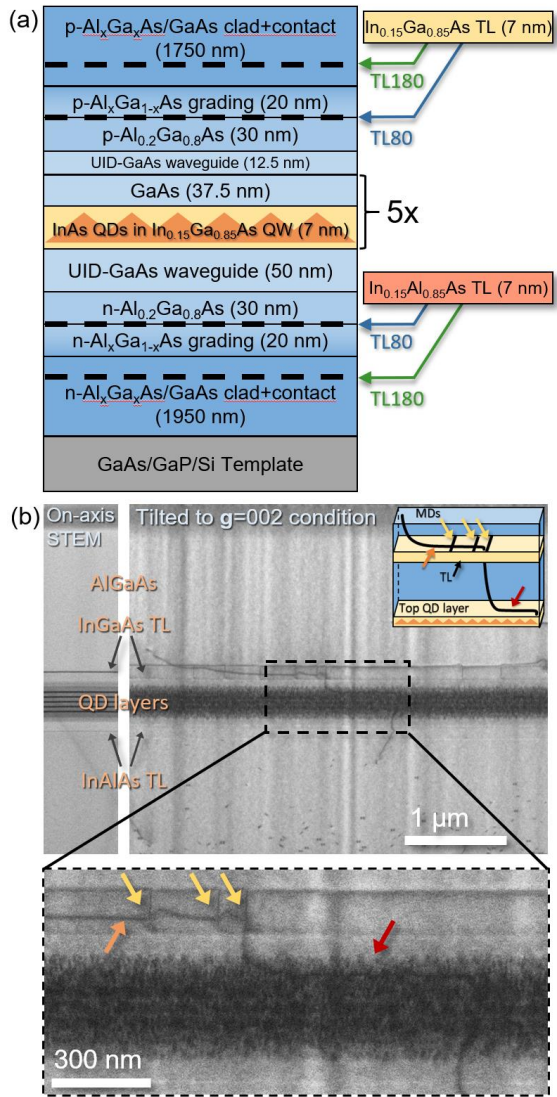 (a)
p-AlₓGaₓAs/GaAs clad+contact
(1750 nm)
In₀.₁₅Ga₀.₈₅As TL (7 nm)
TL180
p-AlₓGa₁₋ₓAs grading (20 nm)
TL80
p-Al₀.₂Ga₀.₈As (30 nm)
UID-GaAs waveguide (12.5 nm)
GaAs (37.5 nm)
5x
InAs QDs in In₀.₁₅Ga₀.₈₅As QW (7 nm)
UID-GaAs waveguide (50 nm)
In₀.₁₅Al₀.₈₅As TL (7 nm)
n-Al₀.₂Ga₀.₈As (30 nm)
TL80
n-AlₓGa₁₋ₓAs grading (20 nm)
TL180
n-AlₓGaₓAs/GaAs clad+contact
(1950 nm)
GaAs/GaP/Si Template
(b)
On-axis
STEM
Tilted to g=002 condition
MDs
TL
Top QD layer
AlGaAs
InGaAs TL
QD layers
InAlAs TL
1 μm
300 nm